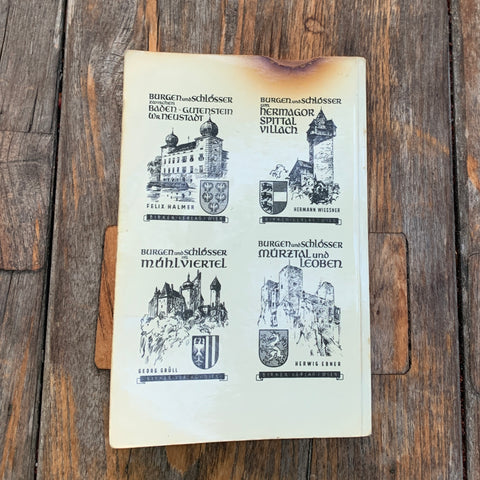 BURGEN und SCHLÖSSER
ZWISCHEN
BADEN · GUTENSTEIN
WR. NEUSTADT
FELIX HALMER
BIRKEN-VERLAG / WIEN
BURGEN und SCHLÖSSER
UM
HERMAGOR
SPITTAL
VILLACH
HERMANN WIESSNER
BIRKEN-VERLAG / WIEN
BURGEN und SCHLÖSSER
IM
MÜHLVIERTEL
GEORG GRÜLL
BIRKEN-VERLAG / WIEN
BURGEN und SCHLÖSSER
MÜRZTAL und
LEOBEN
HERWIG EBNER
BIRKEN-VERLAG / WIEN